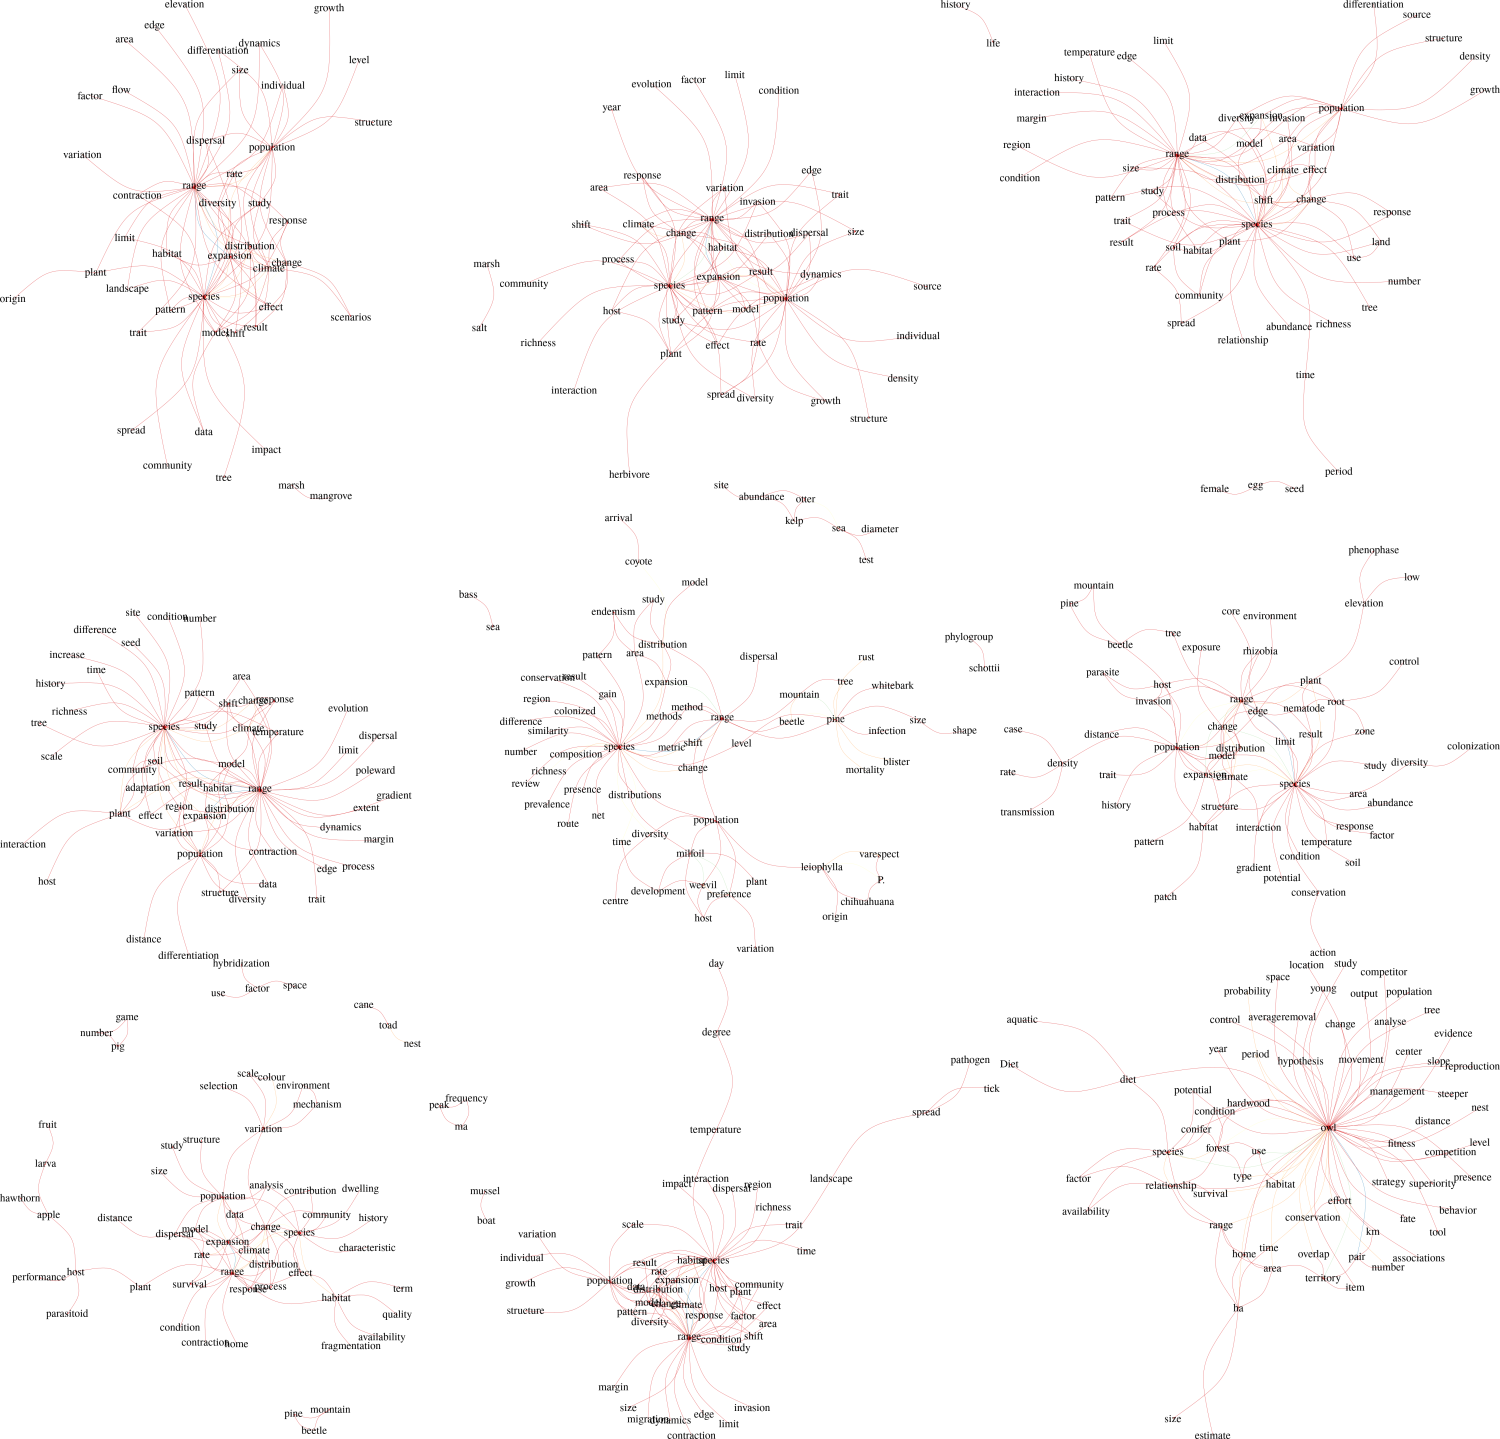 elevation
growth
edge
area
dynamics
differentiation
size
level
individual
flow
factor
structure
dispersal
population
variation
rate
range
contraction
diversity
study
response
limit
distribution
habitat
expansion
change
climate
plant
landscape
origin
species
pattern
effect
scenarios
trait
model
shift
result
spread
data
community
impact
tree
marsh
mangrove
limit
factor
evolution
condition
year
response
edge
area
variation
trait
invasion
shift
climate
range
change
distribution
dispersal
size
habitat
process
marsh
result
dynamics
expansion
community
species
source
population
host
pattern
model
salt
study
individual
richness
effect
rate
plant
density
interaction
spread
diversity
growth
structure
herbivore
history
life
differentiation
source
structure
limit
temperature
edge
density
history
interaction
growth
population
margin
expansion
diversity
invasion
data
area
model
region
variation
range
size
climate
effect
condition
distribution
study
pattern
shift
change
process
response
trait
species
result
soil
habitat
plant
land
use
rate
number
community
tree
spread
abundance
richness
relationship
time
period
female
egg
seed
site
condition
number
difference
seed
increase
time
area
history
pattern
shift
change
response
evolution
richness
tree
species
study
climate
temperature
dispersal
limit
scale
soil
community
model
poleward
adaptation
result
habitat
range
gradient
region
distribution
extent
plant
effect
expansion
dynamics
variation
margin
interaction
population
contraction
edge
process
host
data
structure
diversity
trait
distance
differentiation
hybridization
use
factor
space
cane
toad
nest
site
abundance
otter
kelp
sea
diameter
test
arrival
coyote
bass
sea
model
study
endemism
distribution
pattern
area
dispersal
rust
conservation
result
expansion
tree
whitebark
gain
mountain
region
colonized
method
methods
range
difference
similarity
beetle
pine
size
infection
shape
number
species
metric
shift
level
composition
blister
richness
change
mortality
review
presence
distributions
prevalence
net
route
population
diversity
time
milfoil
varespect
leiophylla
P.
weevil
plant
development
preference
centre
chihuahuana
host
origin
variation
phylogroup
schottii
phenophase
mountain
low
pine
elevation
core
environment
tree
beetle
exposure
rhizobia
control
parasite
host
plant
invasion
range
edge
nematode
root
case
distance
change
result
zone
limit
population
distribution
model
colonization
density
study
diversity
rate
trait
expansion
climate
species
area
abundance
transmission
history
structure
habitat
interaction
response
factor
pattern
temperature
condition
soil
gradient
potential
patch
conservation
action
game
number
pig
scale
colour
selection
environment
mechanism
fruit
variation
study
structure
larva
size
analysis
contribution
dwelling
hawthorn
population
apple
distance
data
community
history
dispersal
model
change
species
expansion
characteristic
rate
climate
distribution
host
range
effect
performance
plant
survival
response
process
habitat
term
parasitoid
quality
condition
availability
contraction
home
fragmentation
pine
mountain
beetle
day
degree
pathogen
tick
spread
peak
frequency
ma
temperature
landscape
interaction
impact
dispersal
region
mussel
richness
boat
scale
trait
variation
time
individual
result
habitat
species
rate
growth
population
expansion
community
data
distribution
host
plant
structure
model
change
climate
effect
pattern
response
factor
area
diversity
range
condition
shift
study
margin
size
migration
dynamics
edge
limit
invasion
contraction
location
study
space
competitor
young
probability
output
population
aquatic
control
average
removal
change
analyse
tree
evidence
year
period
hypothesis
movement
center
slope
reproduction
Diet
diet
potential
management
steeper
hardwood
condition
nest
distance
conifer
owl
species
forest
use
fitness
level
competition
factor
relationship
type
habitat
strategy
superiority
presence
survival
effort
availability
conservation
fate
behavior
range
km
tool
home
time
overlap
pair
associations
area
number
territory
item
ha
size
estimate